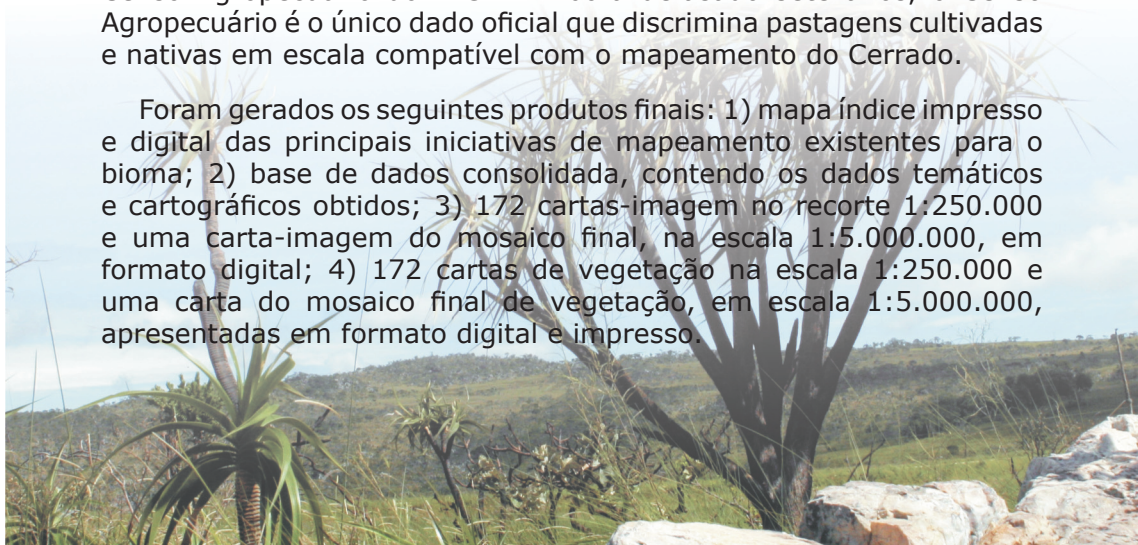 Agropecuário é o único dado oficial que discrimina pastagens cultivadas
e nativas em escala compatível com o mapeamento do Cerrado.
Foram gerados os seguintes produtos finais: 1) mapa índice impresso
e digital das principais iniciativas de mapeamento existentes para o
bioma; 2) base de dados consolidada, contendo os dados temáticos
e cartográficos obtidos; 3) 172 cartas-imagem no recorte 1:250.000
e uma carta-imagem do mosaico final, na escala 1:5.000.000, em
formato digital; 4) 172 cartas de vegetação na escala 1:250.000 e
uma carta do mosaico final de vegetação, em escala 1:5.000.000,
apresentadas em formato digital e impresso.